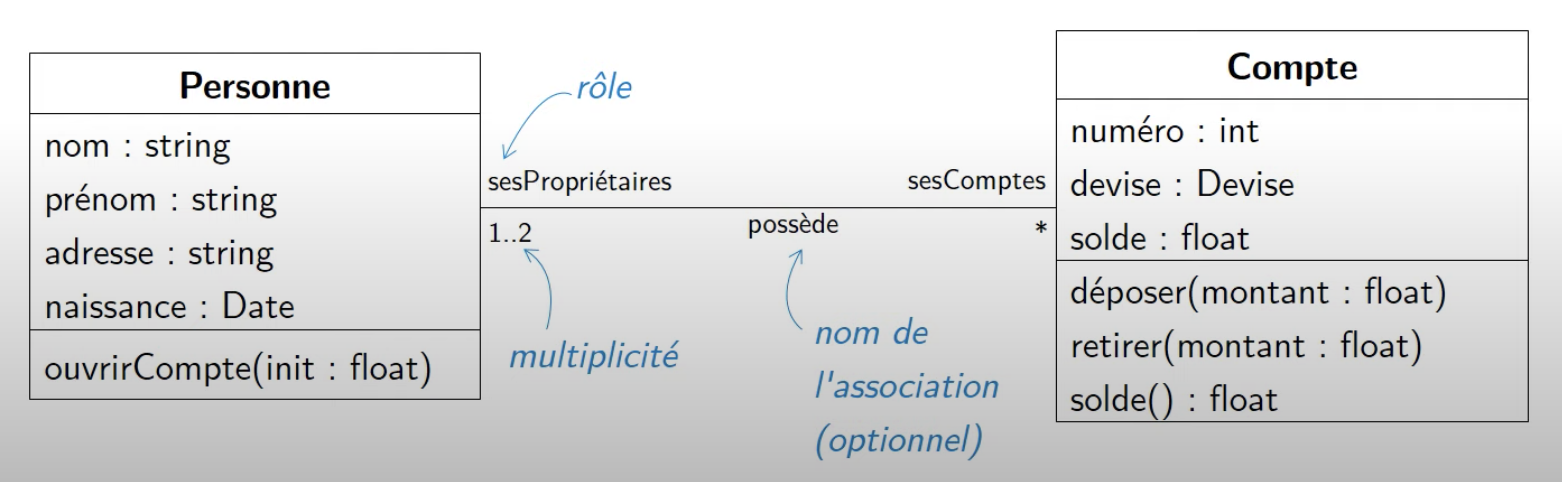 Personne
nom : string
prénom : string
adresse : string
naissance : Date
ouvrirCompte(init : float)
rôle
sesPropriétaires
1..2
multiplicité
possède
nom de
l'association
(optionnel)
sesComptes
*
Compte
numéro : int
devise : Devise
solde : float
déposer(montant : float)
retirer(montant : float)
solde() : float